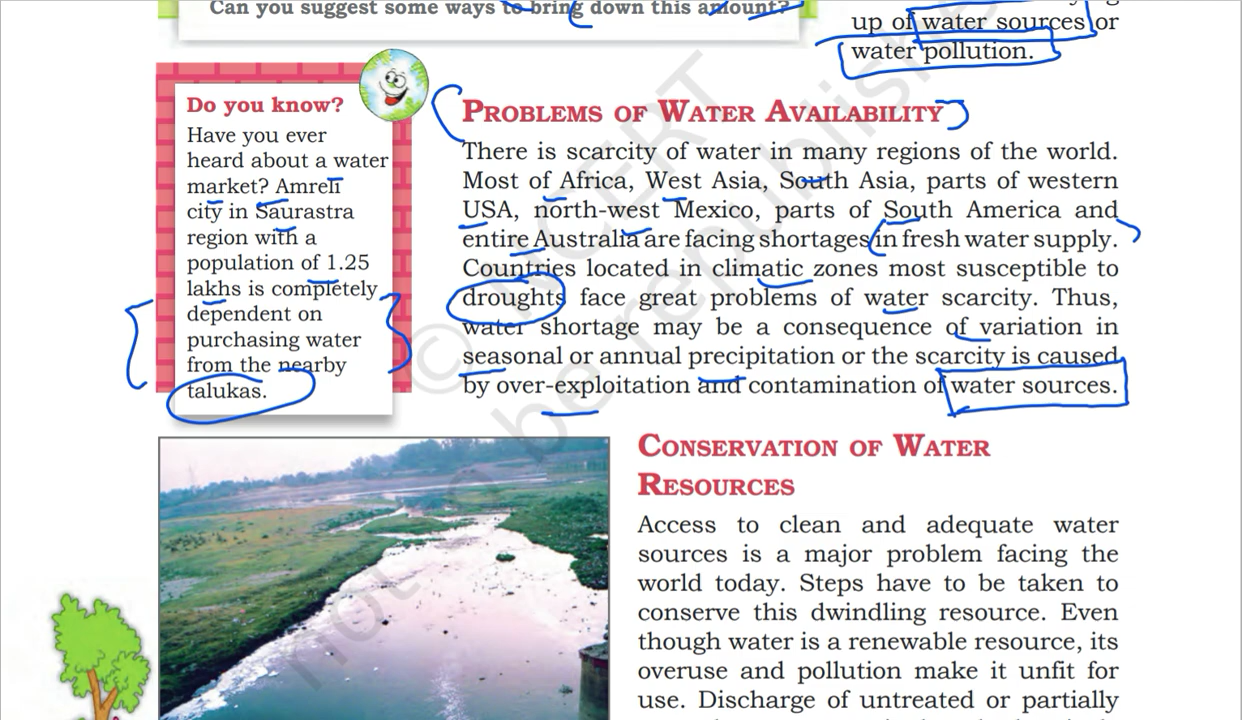 Can you suggest some ways to bring down this amount?
up of water sources or
water pollution.
Do you know?
Have you ever
heard about a water
market? Amreli
city in Saurastra
region with a
population of 1.25
lakhs is completely
dependent on
purchasing water
from the nearby
talukas.
PROBLEMS OF WATER AVAILABILITY
There is scarcity of water in many regions of the world.
Most of Africa, West Asia, South Asia, parts of western
USA, north-west Mexico, parts of South America and
entire Australia are facing shortages in fresh water supply.
Countries located in climatic zones most susceptible to
droughts face great problems of water scarcity. Thus,
water shortage may be a consequence of variation in
seasonal or annual precipitation or the scarcity is caused
by over-exploitation and contamination of water sources.
CONSERVATION OF WATER
RESOURCES
Access to clean and adequate water
sources is a major problem facing the
world today. Steps have to be taken to
conserve this dwindling resource. Even
though water is a renewable resource, its
overuse and pollution make it unfit for
use. Discharge of untreated or partially
© NCERT
not to be republished